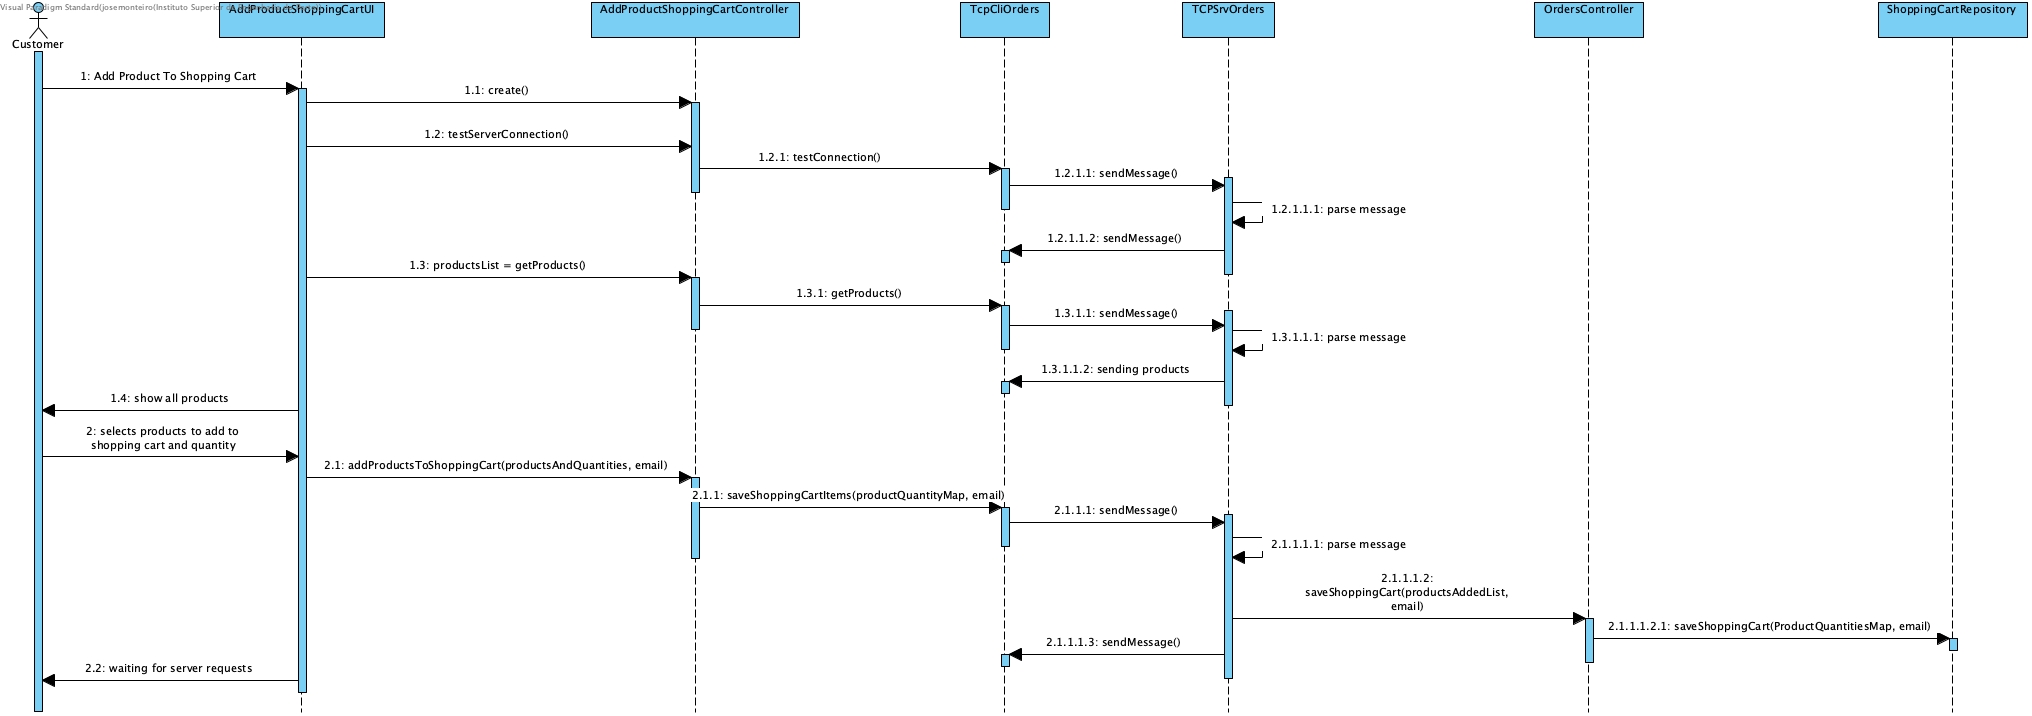 Visual Paradigm Standard(josemonteiro(Instituto Superior
AddProductShoppingCartUI
AddProductShoppingCartController
TcpCliOrders
TCPSrvOrders
OrdersController
ShoppingCartRepository
Customer
1: Add Product To Shopping Cart
1.1: create()
1.2: testServerConnection()
1.2.1: testConnection()
1.2.1.1: sendMessage()
1.2.1.1.1: parse message
1.2.1.1.2: sendMessage()
1.3: productsList = getProducts()
1.3.1: getProducts()
1.3.1.1: sendMessage()
1.3.1.1.1: parse message
1.3.1.1.2: sending products
1.4: show all products
2: selects products to add to
shopping cart and quantity
2.1: addProductsToShoppingCart(productsAndQuantities, email)
2.1.1: saveShoppingCartItems(productQuantityMap, email)
2.1.1.1: sendMessage()
2.1.1.1.1: parse message
2.1.1.1.2:
saveShoppingCart(productsAddedList,
email)
2.1.1.1.2.1: saveShoppingCart(ProductQuantitiesMap, email)
2.1.1.1.3: sendMessage()
2.2: waiting for server requests